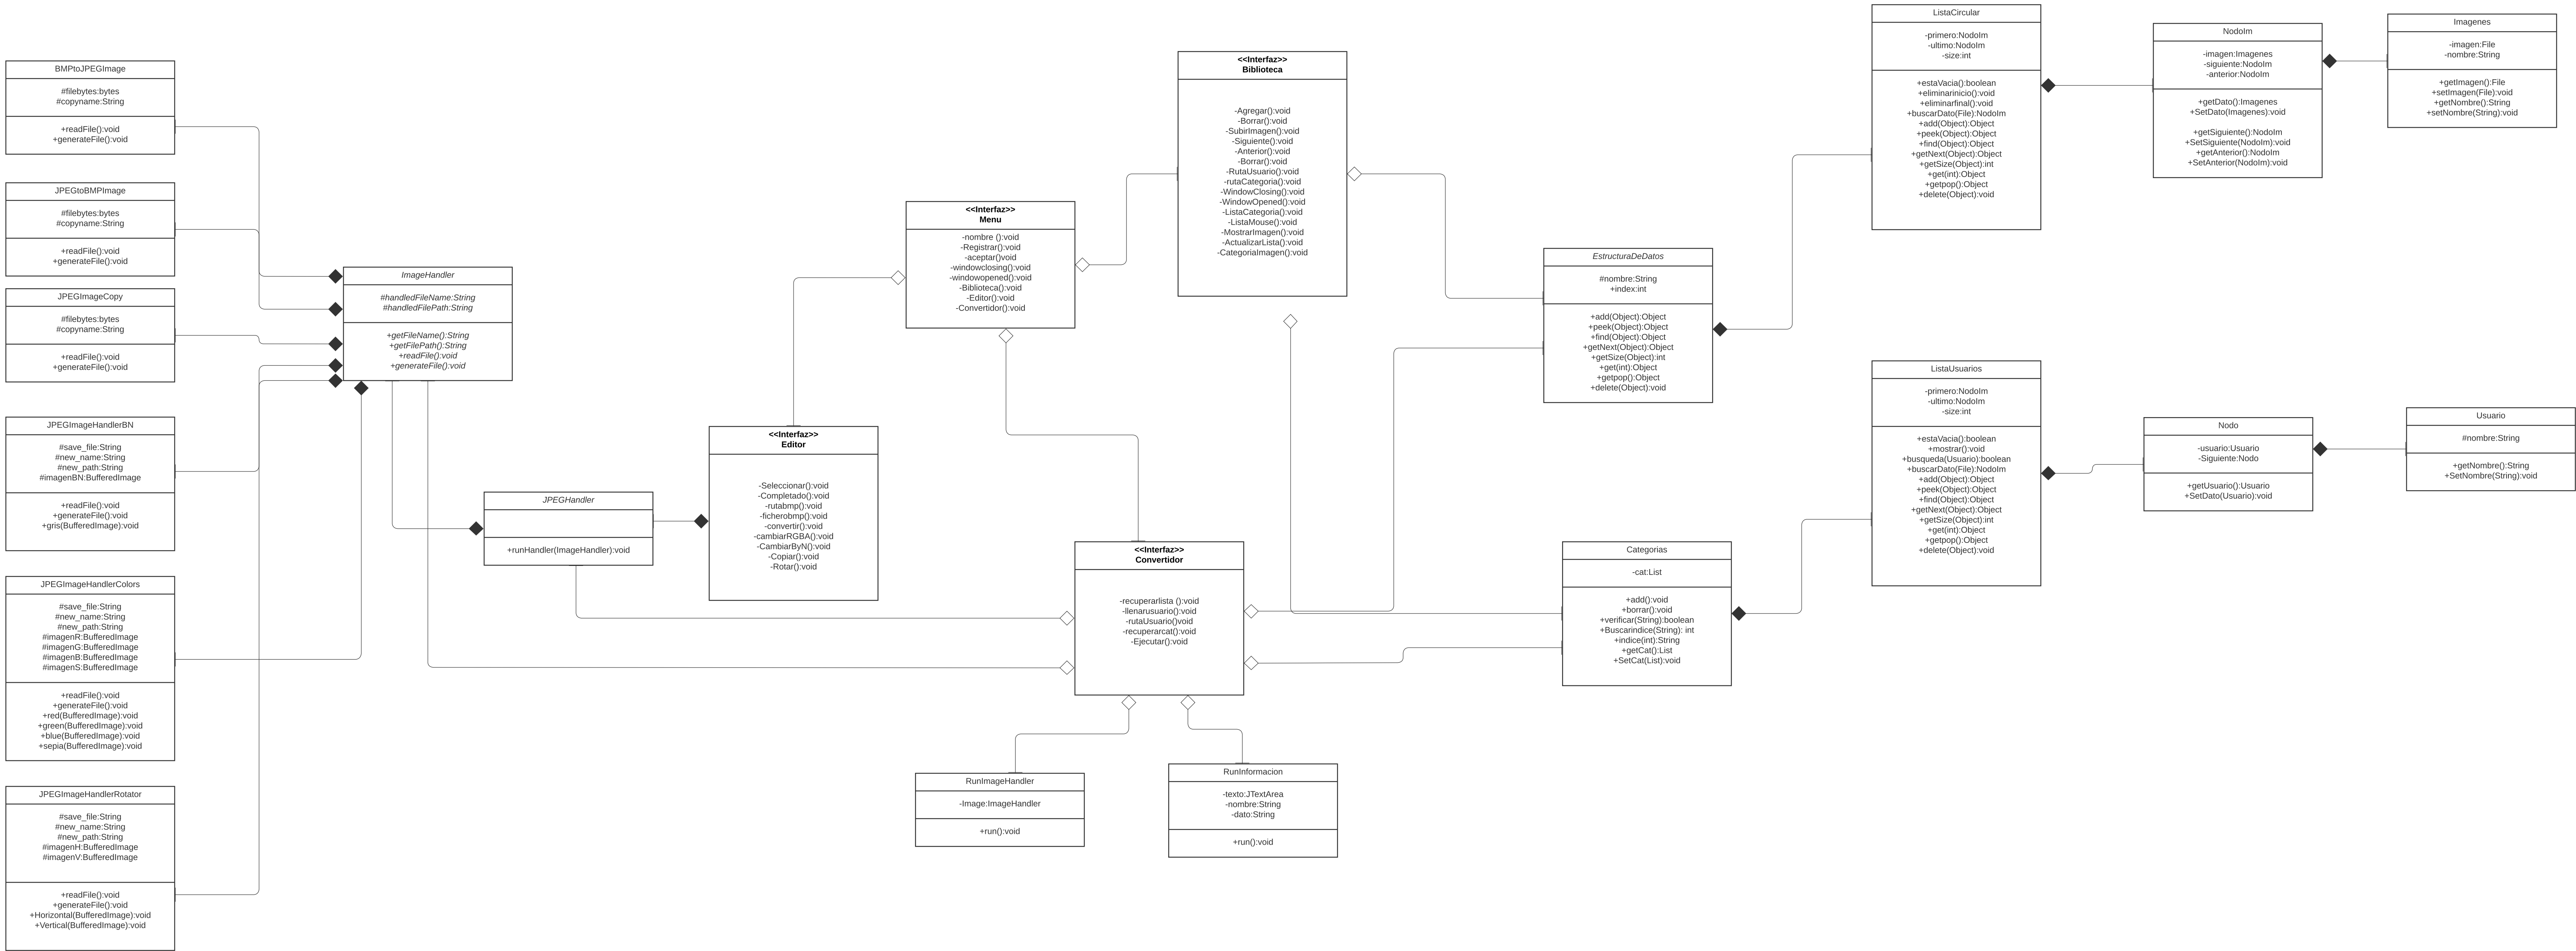 BMPtoJPEGImage
#filebytes:bytes
#copyname:String
+readFile():void
+generateFile():void
JPEGtoBMPImage
#filebytes:bytes
#copyname:String
+readFile():void
+generateFile():void
JPEGImageCopy
#filebytes:bytes
#copyname:String
+readFile():void
+generateFile():void
JPEGImageHandlerBN
#save_file:String
#new_name:String
#new_path:String
#imagenBN:BufferedImage
+readFile():void
+generateFile():void
+gris(BufferedImage):void
JPEGImageHandlerColors
#save_file:String
#new_name:String
#new_path:String
#imagenR:BufferedImage
#imagenG:BufferedImage
#imagenB:BufferedImage
#imagenS:BufferedImage
+readFile():void
+generateFile():void
+red(BufferedImage):void
+green(BufferedImage):void
+blue(BufferedImage):void
+sepia(BufferedImage):void
JPEGImageHandlerRotator
#save_file:String
#new_name:String
#new_path:String
#imagenH:BufferedImage
#imagenV:BufferedImage
+readFile():void
+generateFile():void
+Horizontal(BufferedImage):void
+Vertical(BufferedImage):void
ImageHandler
#handledFileName:String
#handledFilePath:String
+getFileName():String
+getFilePath():String
+readFile():void
+generateFile():void
JPEGHandler
+runHandler(ImageHandler):void
<<Interfaz>>
Editor
-Seleccionar():void
-Completado():void
-rutabmp():void
-ficherobmp():void
-convertir():void
-cambiarRGBA():void
-CambiarByN():void
-Copiar():void
-Rotar():void
<<Interfaz>>
Menu
-nombre ():void
-Registrar():void
-aceptar()void
-windowclosing():void
-windowopened():void
-Biblioteca():void
-Editor():void
-Convertidor():void
<<Interfaz>>
Biblioteca
-Agregar():void
-Borrar():void
-SubirImagen():void
-Siguiente():void
-Anterior():void
-Borrar():void
-RutaUsuario():void
-rutaCategoria():void
-WindowClosing():void
-WindowOpened():void
-ListaCategoria():void
-ListaMouse():void
-MostrarImagen():void
-ActualizarLista():void
-CategoriaImagen():void
<<Interfaz>>
Convertidor
-recuperarlista ():void
-llenarusuario():void
-rutaUsuario()void
-recuperarcat():void
-Ejecutar():void
RunImageHandler
-Image:ImageHandler
+run():void
RunInformacion
-texto:JTextArea
-nombre:String
-dato:String
+run():void
EstructuraDeDatos
#nombre:String
+index:int
+add(Object):Object
+peek(Object):Object
+find(Object):Object
+getNext(Object):Object
+getSize(Object):int
+get(int):Object
+getpop():Object
+delete(Object):void
Categorias
-cat:List
+add():void
+borrar():void
+verificar(String):boolean
+Buscarindice(String): int
+indice(int):String
+getCat():List
+SetCat(List):void
ListaCircular
-primero:NodoIm
-ultimo:NodoIm
-size:int
+estaVacia():boolean
+eliminarinicio():void
+eliminarfinal():void
+buscarDato(File):NodoIm
+add(Object):Object
+peek(Object):Object
+find(Object):Object
+getNext(Object):Object
+getSize(Object):int
+get(int):Object
+getpop():Object
+delete(Object):void
ListaUsuarios
-primero:NodoIm
-ultimo:NodoIm
-size:int
+estaVacia():boolean
+mostrar():void
+busqueda(Usuario):boolean
+buscarDato(File):NodoIm
+add(Object):Object
+peek(Object):Object
+find(Object):Object
+getNext(Object):Object
+getSize(Object):int
+get(int):Object
+getpop():Object
+delete(Object):void
NodoIm
-imagen:Imagenes
-siguiente:NodoIm
-anterior:NodoIm
+getDato():Imagenes
+SetDato(Imagenes):void
+getSiguiente():NodoIm
+SetSiguiente(NodoIm):void
+getAnterior():NodoIm
+SetAnterior(NodoIm):void
Imagenes
-imagen:File
-nombre:String
+getImagen():File
+setImagen(File):void
+getNombre():String
+setNombre(String):void
Nodo
-usuario:Usuario
-Siguiente:Nodo
+getUsuario():Usuario
+SetDato(Usuario):void
Usuario
#nombre:String
+getNombre():String
+SetNombre(String):void